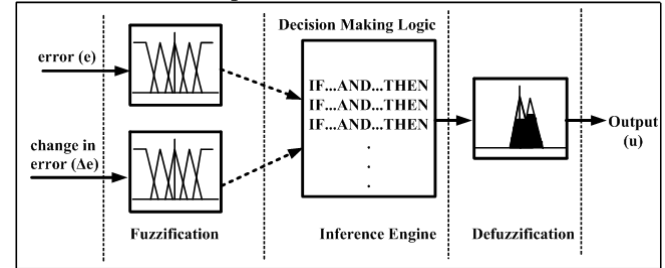 Decision Making Logic
error (e)
IF...AND...THEN
IF...AND...THEN
IF...AND...THEN
.
.
.
change in
error (Δe)
Output
(u)
Fuzzification
Inference Engine
Defuzzification